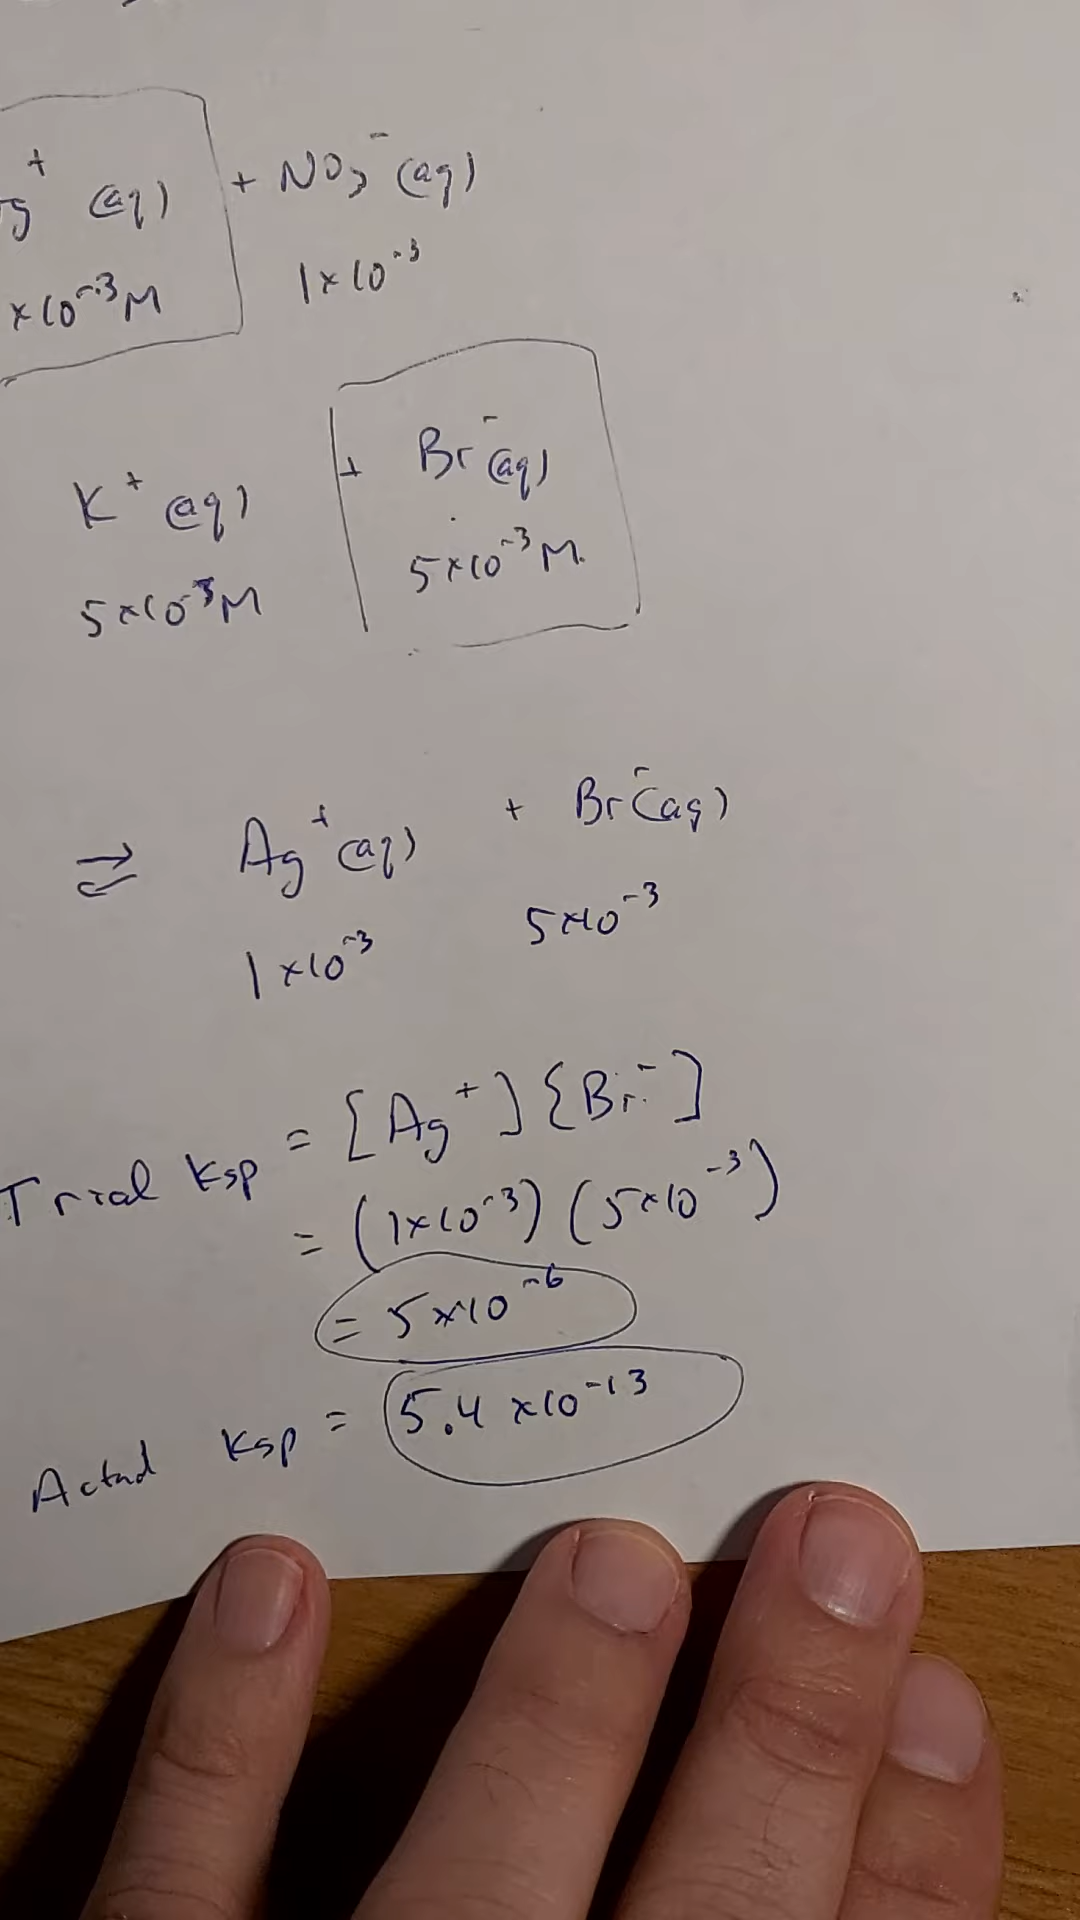 g⁺ (aq) + NO₃⁻ (aq)
×10⁻³M 1×10⁻³
K⁺ (aq) + Br⁻(aq)
5×10⁻³M 5×10⁻³M
⇌ Ag⁺(aq) + Br⁻(aq)
1×10⁻³ 5×10⁻³
Trial Ksp = [Ag⁺]{Br⁻]
= (1×10⁻³) (5×10⁻³)
= 5×10⁻⁶
Actual Ksp = 5.4 ×10⁻¹³